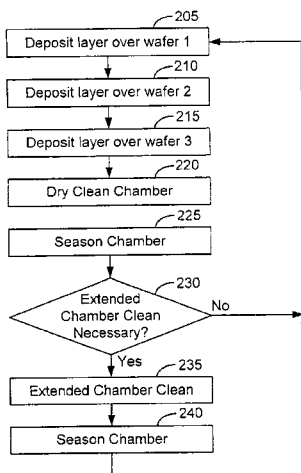 205
Deposit layer over wafer 1
210
Deposit layer over wafer 2
215
Deposit layer over wafer 3
220
Dry Clean Chamber
225
Season Chamber
230
Extended
Chamber Clean
Necessary?
No
Yes
235
Extended Chamber Clean
240
Season Chamber